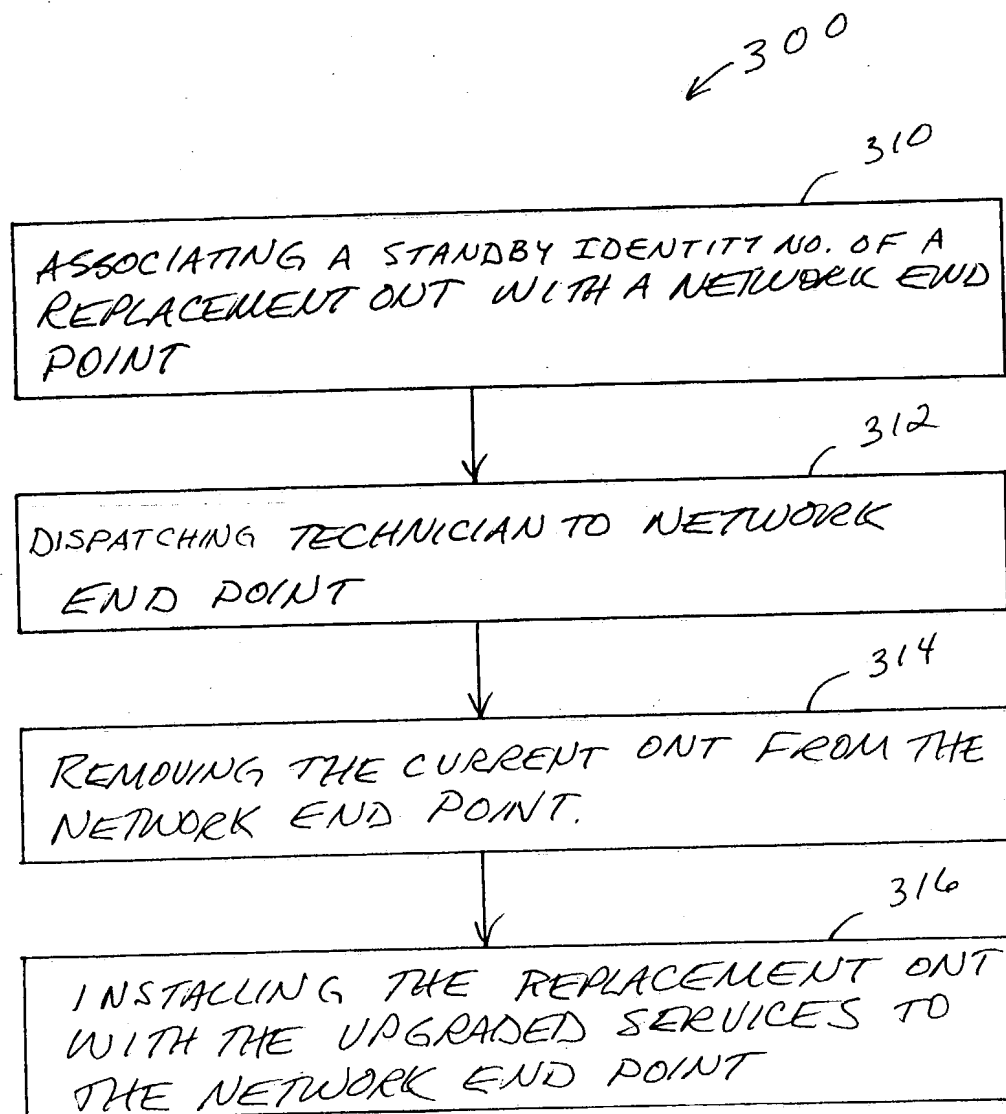 300
310
ASSOCIATING A STANDBY IDENTITY NO. OF A
REPLACEMENT ONT WITH A NETWORK END
POINT
312
DISPATCHING TECHNICIAN TO NETWORK
END POINT
314
REMOVING THE CURRENT ONT FROM THE
NETWORK END POINT.
316
INSTALLING THE REPLACEMENT ONT
WITH THE UPGRADED SERVICES TO
THE NETWORK END POINT